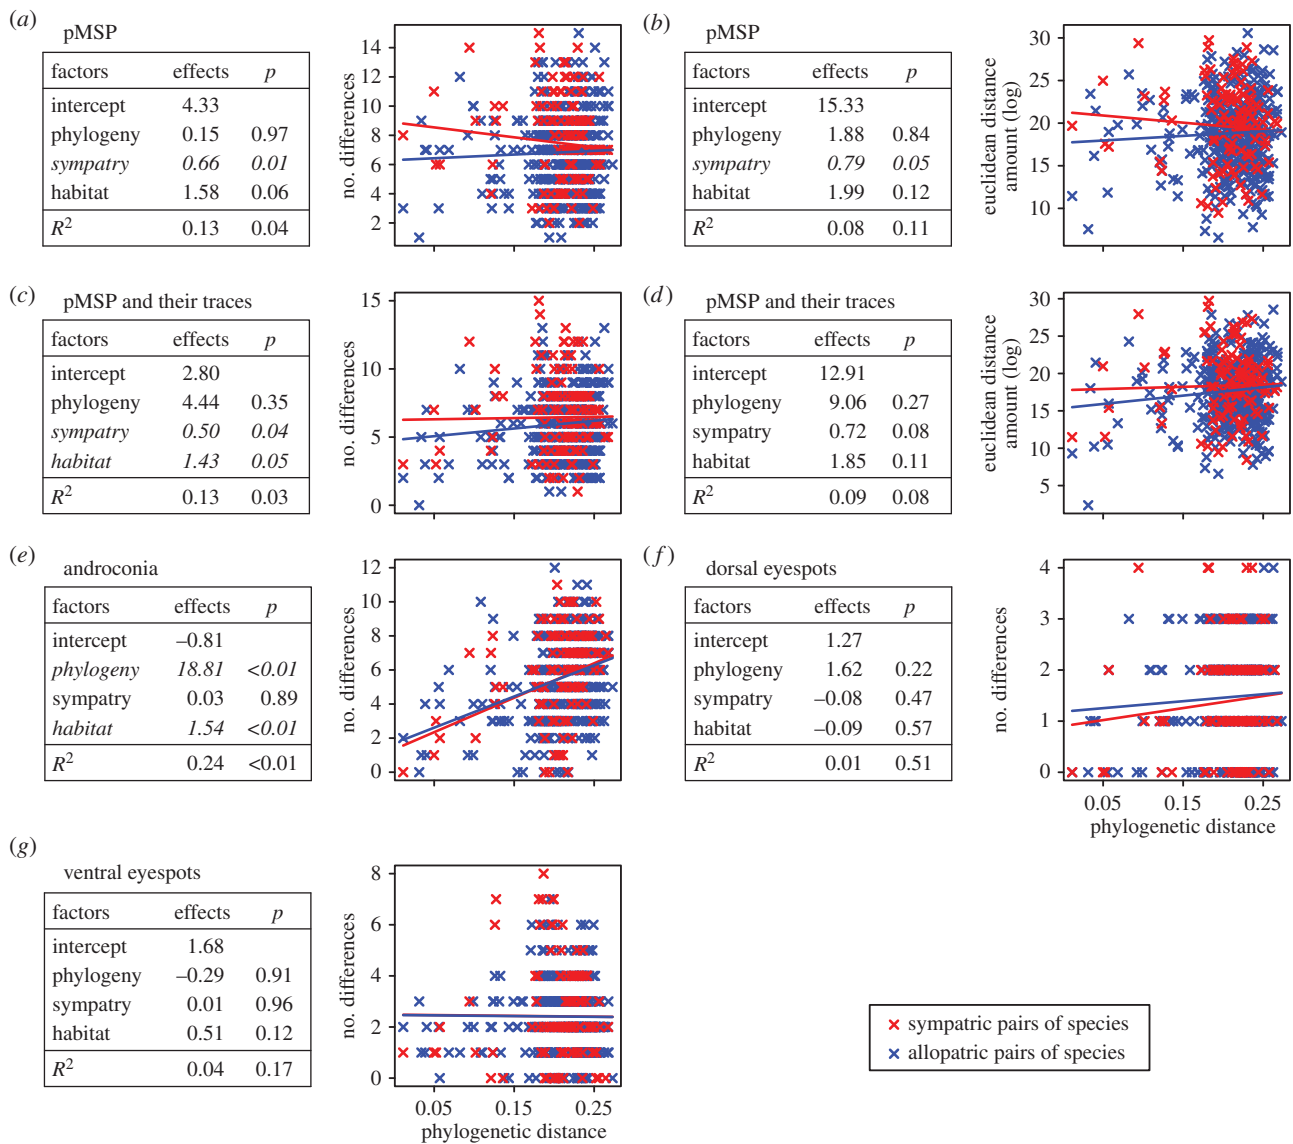 (a) pMSP
factors effects p
intercept 4.33
phylogeny 0.15 0.97
sympatry 0.66 0.01
habitat 1.58 0.06
R² 0.13 0.04
no. differences
14
12
10
8
6
4
2
(b) pMSP
factors effects p
intercept 15.33
phylogeny 1.88 0.84
sympatry 0.79 0.05
habitat 1.99 0.12
R² 0.08 0.11
euclidean distance
amount (log)
30
25
20
15
10
(c) pMSP and their traces
factors effects p
intercept 2.80
phylogeny 4.44 0.35
sympatry 0.50 0.04
habitat 1.43 0.05
R² 0.13 0.03
no. differences
15
10
5
0
(d) pMSP and their traces
factors effects p
intercept 12.91
phylogeny 9.06 0.27
sympatry 0.72 0.08
habitat 1.85 0.11
R² 0.09 0.08
euclidean distance
amount (log)
30
25
20
15
10
5
(e) androconia
factors effects p
intercept –0.81
phylogeny 18.81 <0.01
sympatry 0.03 0.89
habitat 1.54 <0.01
R² 0.24 <0.01
no. differences
12
10
8
6
4
2
0
(f) dorsal eyespots
factors effects p
intercept 1.27
phylogeny 1.62 0.22
sympatry –0.08 0.47
habitat –0.09 0.57
R² 0.01 0.51
no. differences
4
3
2
1
0
0.05 0.15 0.25
phylogenetic distance
(g) ventral eyespots
factors effects p
intercept 1.68
phylogeny –0.29 0.91
sympatry 0.01 0.96
habitat 0.51 0.12
R² 0.04 0.17
no. differences
8
6
4
2
0
0.05 0.15 0.25
phylogenetic distance
sympatric pairs of species
allopatric pairs of species